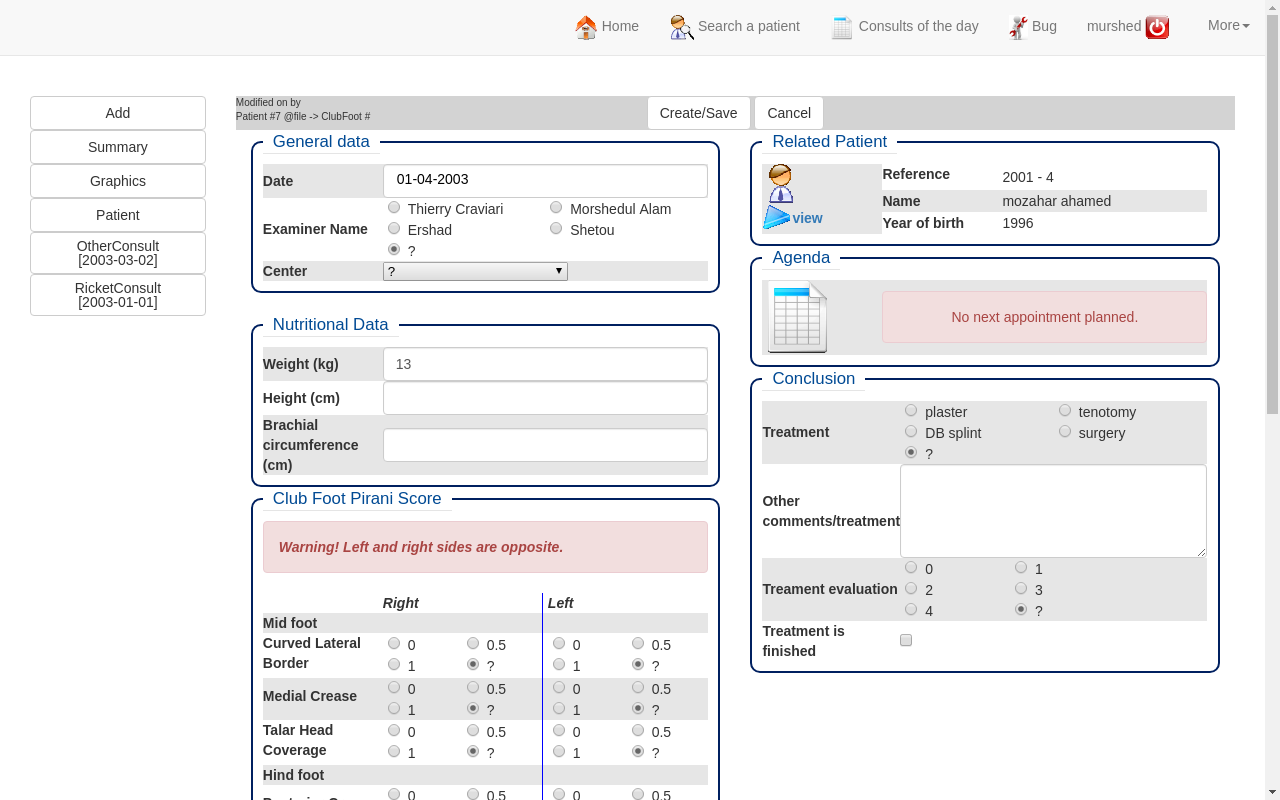 Home
Search a patient
Consults of the day
Bug
murshed
More
Add
Summary
Graphics
Patient
OtherConsult
[2003-03-02]
RicketConsult
[2003-01-01]
Modified on by
Patient #7 @file -> ClubFoot #
Create/Save
Cancel
General data
Date
01-04-2003
Examiner Name
Thierry Craviari
Morshedul Alam
Ershad
Shetou
?
Center
?
Nutritional Data
Weight (kg)
13
Height (cm)
Brachial
circumference
(cm)
Club Foot Pirani Score
Warning! Left and right sides are opposite.
Right
Left
Mid foot
Curved Lateral
Border
0 0.5 0 0.5
1 ? 1 ?
Medial Crease
0 0.5 0 0.5
1 ? 1 ?
Talar Head
Coverage
0 0.5 0 0.5
1 ? 1 ?
Hind foot
0 0.5 0 0.5
Related Patient
view
Reference
2001 - 4
Name
mozahar ahamed
Year of birth
1996
Agenda
No next appointment planned.
Conclusion
Treatment
plaster
tenotomy
DB splint
surgery
?
Other
comments/treatment
Treament evaluation
0 1
2 3
4 ?
Treatment is
finished